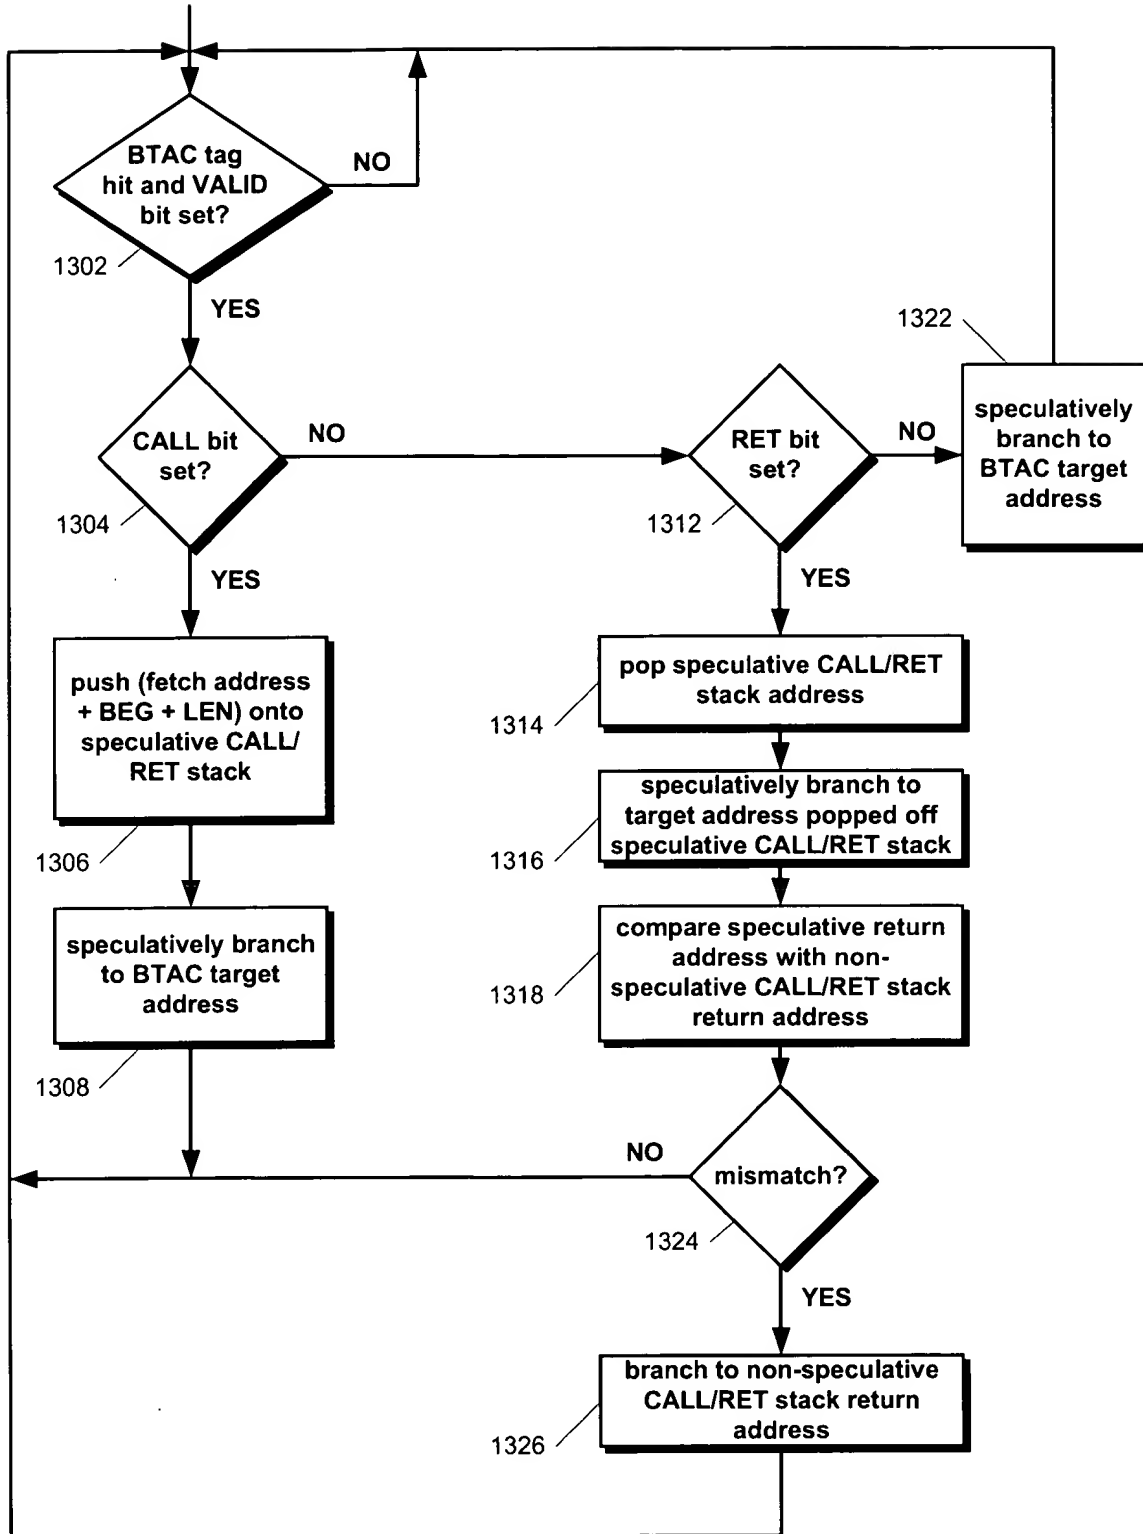 BTAC tag
hit and VALID
bit set?
NO
1302
YES
1322
CALL bit
set?
NO
1304
RET bit
set?
NO
1312
speculatively
branch to
BTAC target
address
YES
YES
push (fetch address
+ BEG + LEN) onto
speculative CALL/
RET stack
1306
pop speculative CALL/RET
stack address
1314
speculatively branch to
target address popped off
speculative CALL/RET stack
1316
speculatively branch
to BTAC target
address
1308
compare speculative return
address with non-
speculative CALL/RET stack
return address
1318
NO
mismatch?
1324
YES
branch to non-speculative
CALL/RET stack return
address
1326